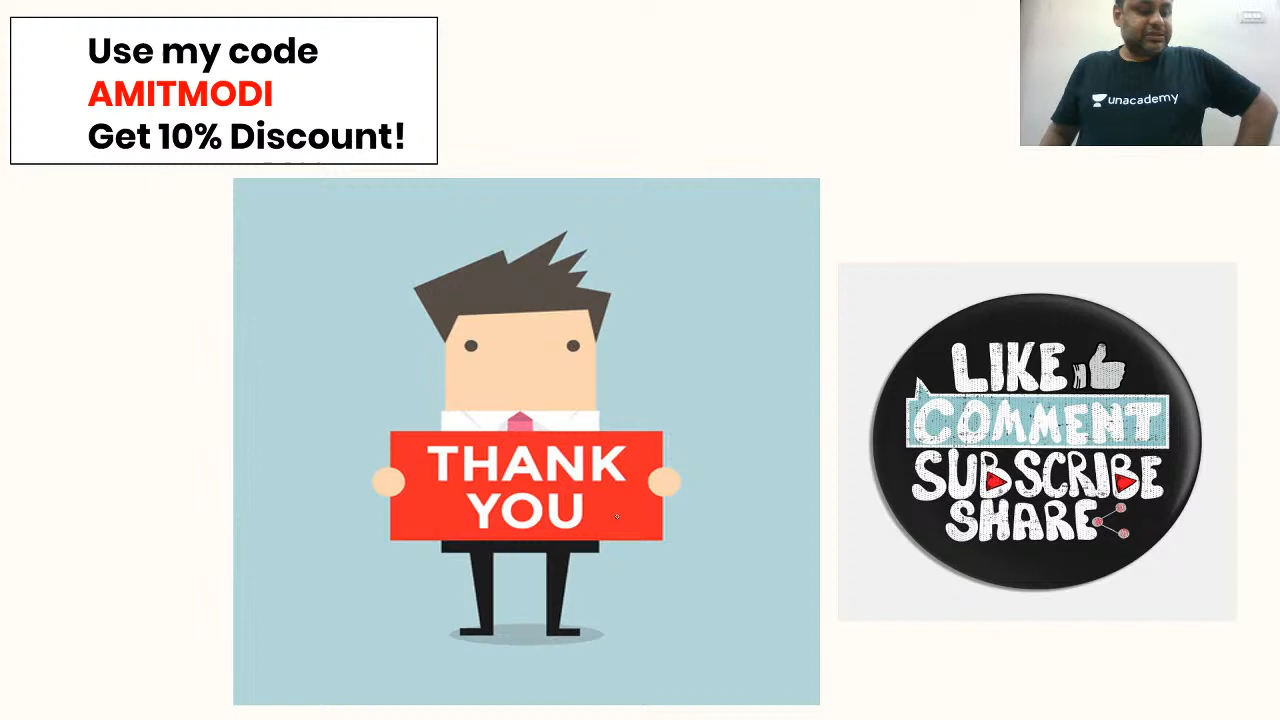 Use my code
AMITMODI
Get 10% Discount!
unacademy
THANK
YOU
LIKE
COMMENT
SUBSCRIBE
SHARE